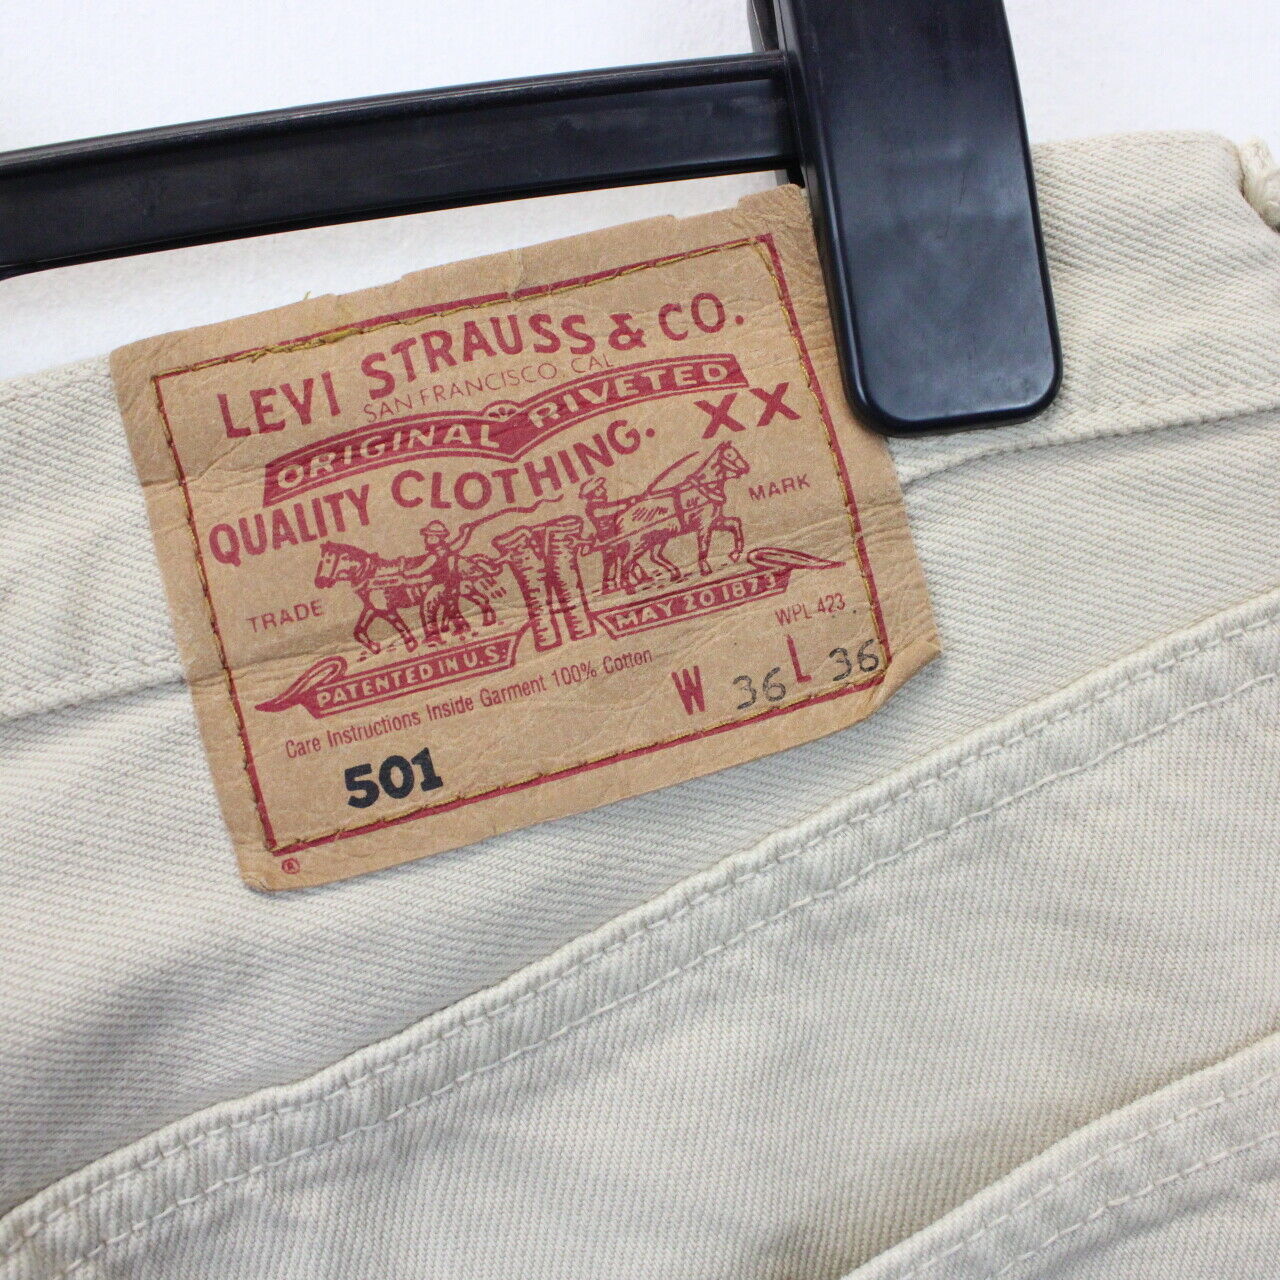 LEVI STRAUSS & CO.
SAN FRANCISCO, CAL
ORIGINAL RIVETED
QUALITY CLOTHING. XX
TRADE MARK
PATENTED IN U.S. MAY 20 1873
WPL 423
Care Instructions Inside Garment 100% Cotton
W 36 L 36
501
®